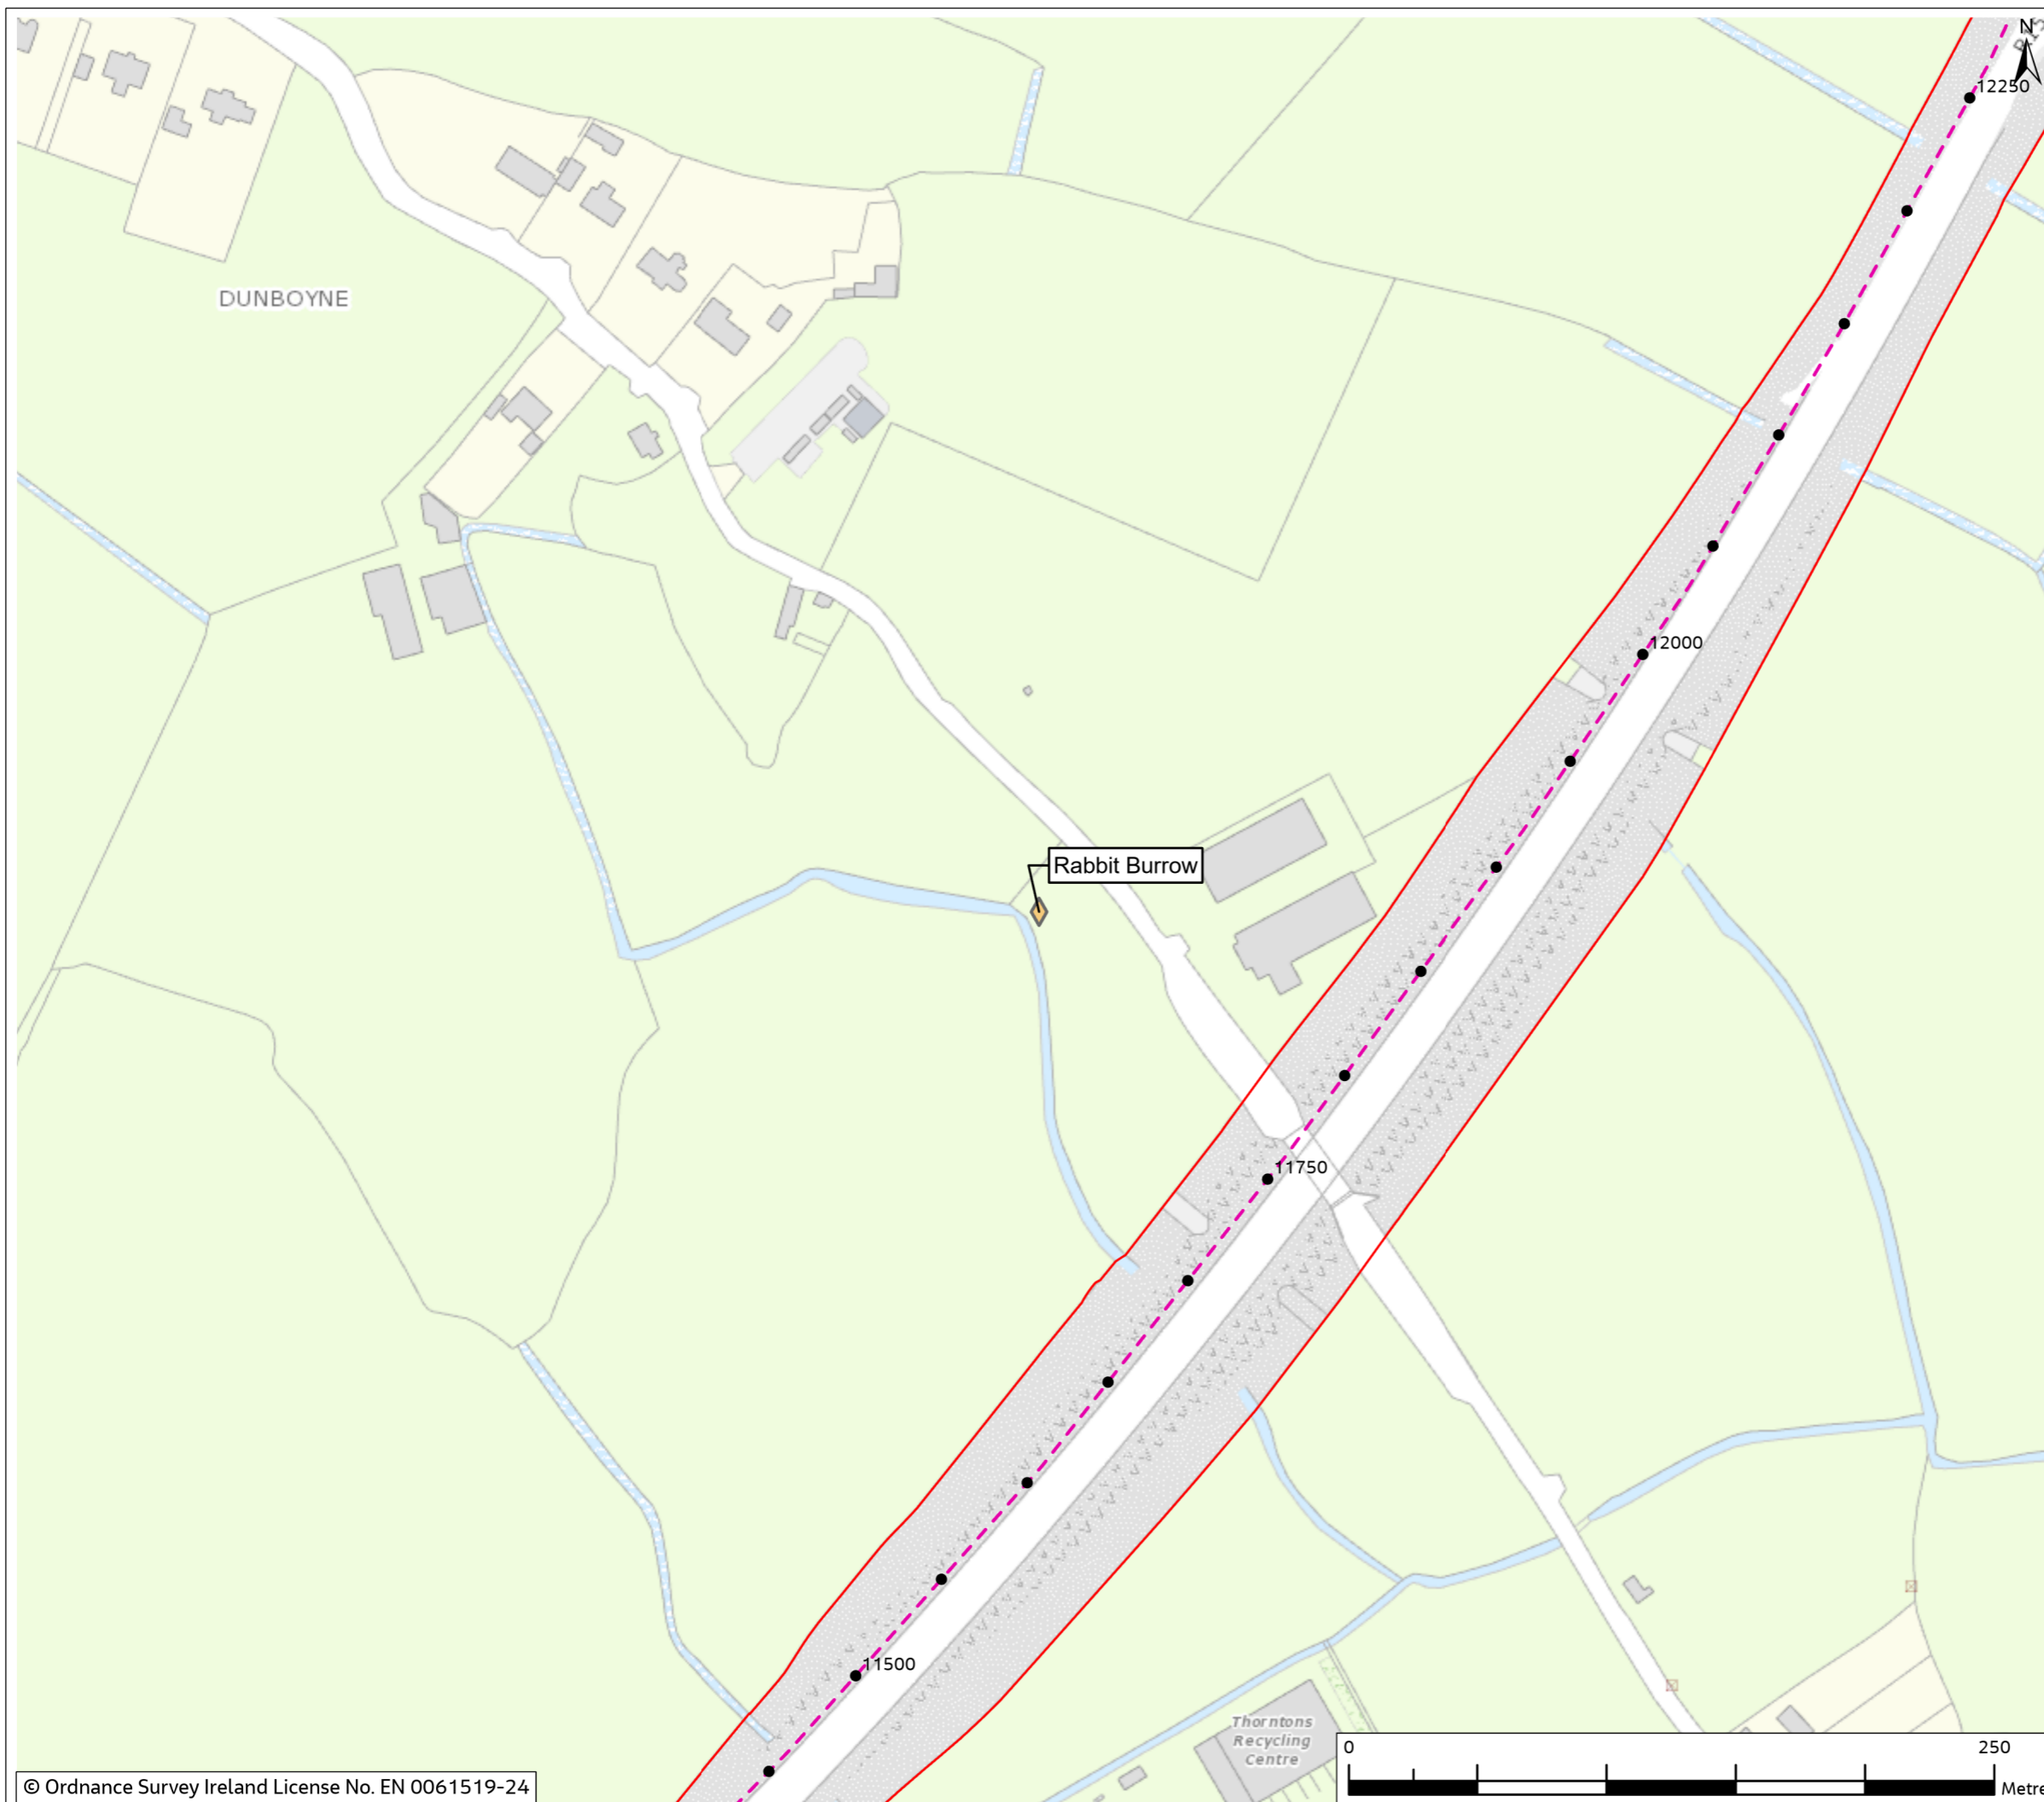 N
12250
DUNBOYNE
12000
Rabbit Burrow
11750
11500
Thorntons
Recycling
Centre
0 250
Metre
© Ordnance Survey Ireland License No. EN 0061519-24